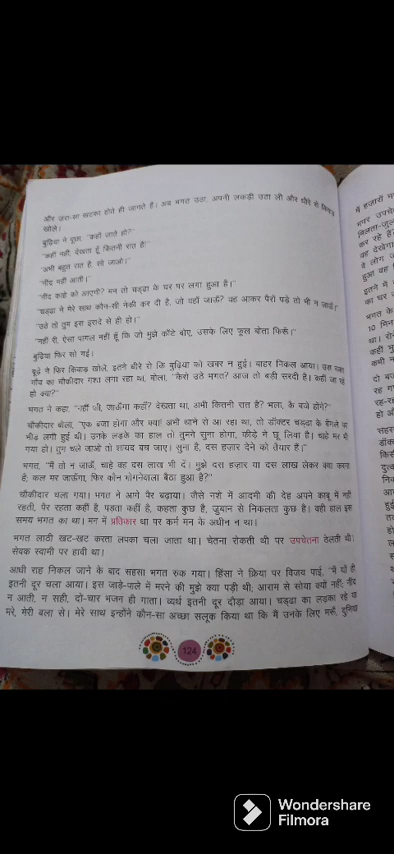 और ज़रा-सा खटका होते ही जागते हैं। अब भगत उठा, अपनी लकड़ी उठा ली और धीरे से किवाड़
खोले।
बुढ़िया ने पूछा, "कहाँ जाते हो?"
"कहीं नहीं, देखता हूँ कितनी रात है।"
"अभी बहुत रात है, सो जाओ।"
"नींद नहीं आती।"
"नींद काहे को आएगी? मन तो चड्ढा के घर पर लगा हुआ है।"
"चड्ढा ने मेरे साथ कौन-सी नेकी कर दी है, जो वहाँ जाऊँ? वह आकर पैरों पड़े तो भी न जाऊँ।"
"उठे तो तुम इस इरादे से ही हो।"
"नहीं री, ऐसा पागल नहीं हूँ कि जो मुझे काँटे बोए, उसके लिए फूल बोता फिरूँ।"
बुढ़िया फिर सो गई।
बूढ़े ने फिर किवाड़ खोले, इतने धीरे से कि बुढ़िया को खबर न हुई। बाहर निकल आया। उस वक्त
गाँव का चौकीदार गश्त लगा रहा था, बोला, "कैसे उठे भगत? आज तो बड़ी सरदी है। कहीं जा रहे
हो क्या?"
भगत ने कहा, "नहीं जी, जाऊँगा कहाँ? देखता था, अभी कितनी रात है? भला, कै बजे होंगे?"
चौकीदार बोला, "एक बजा होगा और क्या! अभी थाने से आ रहा था, तो डॉक्टर चड्ढा के बँगले पर
भीड़ लगी हुई थी। उनके लड़के का हाल तो तुमने सुना होगा, कीड़े ने छू लिया है। चाहे मर भी
गया हो। तुम चले जाओ तो शायद बच जाए। सुना है, दस हज़ार देने को तैयार हैं।"
भगत, "मैं तो न जाऊँ, चाहे वह दस लाख भी दें। मुझे दस हज़ार या दस लाख लेकर क्या करना
है; कल मर जाऊँगा, फिर कौन भोगनेवाला बैठा हुआ है?"
चौकीदार चला गया। भगत ने आगे पैर बढ़ाया। जैसे नशे में आदमी की देह अपने काबू में नहीं
रहती, पैर रखता कहीं है, पड़ता कहीं है, कहता कुछ है, ज़ुबान से निकलता कुछ है। वही हाल इस
समय भगत का था। मन में प्रतिकार था पर कर्म मन के अधीन न था।
भगत लाठी खट-खट करता लपका चला जाता था। चेतना रोकती थी पर उपचेतना ठेलती थी।
सेवक स्वामी पर हावी था।
आधी राह निकल जाने के बाद सहसा भगत रुक गया। हिंसा ने क्रिया पर विजय पाई, "मैं यों ही
इतनी दूर चला आया। इस जाड़े-पाले में मरने की मुझे क्या पड़ी थी; आराम से सोया क्यों नहीं; नींद
न आती, न सही, दो-चार भजन ही गाता। व्यर्थ इतनी दूर दौड़ा आया। चड्ढा का लड़का रहे या
मरे, मेरी बला से। मेरे साथ इन्होंने कौन-सा अच्छा सलूक किया था कि मैं उनके लिए मरूँ, दुनिया
124
Wondershare
Filmora